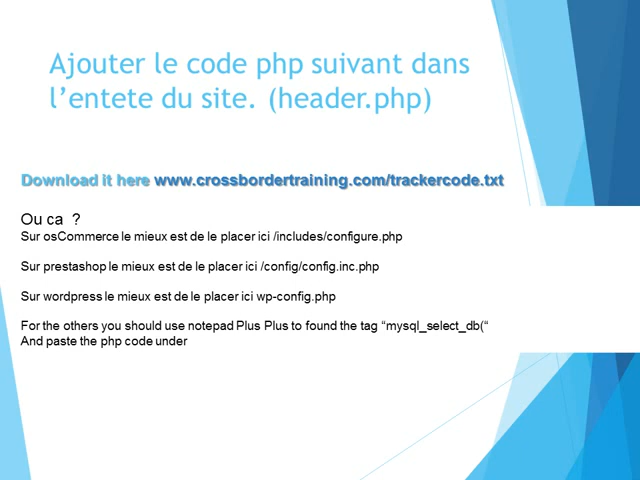 Ajouter le code php suivant dans
l’entete du site. (header.php)
Download it here www.crossbordertraining.com/trackercode.txt
Ou ca ?
Sur osCommerce le mieux est de le placer ici /includes/configure.php
Sur prestashop le mieux est de le placer ici /config/config.inc.php
Sur wordpress le mieux est de le placer ici wp-config.php
For the others you should use notepad Plus Plus to found the tag “mysql_select_db(“
And paste the php code under